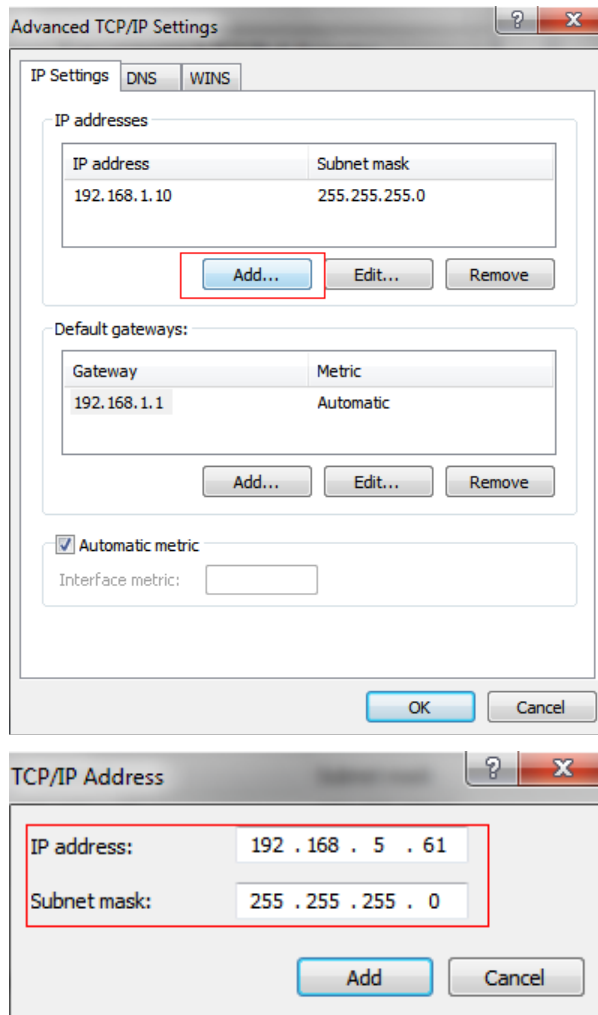 Advanced TCP/IP Settings
IP Settings DNS WINS
IP addresses
IP address Subnet mask
192.168.1.10 255.255.255.0
Add... Edit... Remove
Default gateways:
Gateway Metric
192.168.1.1 Automatic
Add... Edit... Remove
Automatic metric
Interface metric:
OK Cancel
TCP/IP Address
IP address: 192 . 168 . 5 . 61
Subnet mask: 255 . 255 . 255 . 0
Add Cancel